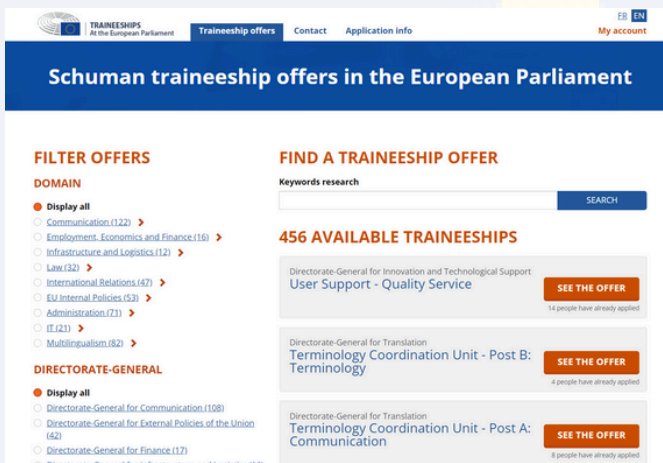 TRAINEESHIPS
At the European Parliament
Traineeship offers
Contact
Application info
FR EN
My account
Schuman traineeship offers in the European Parliament
FILTER OFFERS
DOMAIN
Display all
Communication (122)
Employment, Economics and Finance (16)
Infrastructure and Logistics (12)
Law (32)
International Relations (47)
EU Internal Policies (53)
Administration (71)
IT (21)
Multilingualism (82)
DIRECTORATE-GENERAL
Display all
Directorate-General for Communication (108)
Directorate-General for External Policies of the Union
(42)
Directorate-General for Finance (17)
FIND A TRAINEESHIP OFFER
Keywords research
SEARCH
456 AVAILABLE TRAINEESHIPS
Directorate-General for Innovation and Technological Support
User Support - Quality Service
SEE THE OFFER
14 people have already applied
Directorate-General for Translation
Terminology Coordination Unit - Post B:
Terminology
SEE THE OFFER
4 people have already applied
Directorate-General for Translation
Terminology Coordination Unit - Post A:
Communication
SEE THE OFFER
8 people have already applied